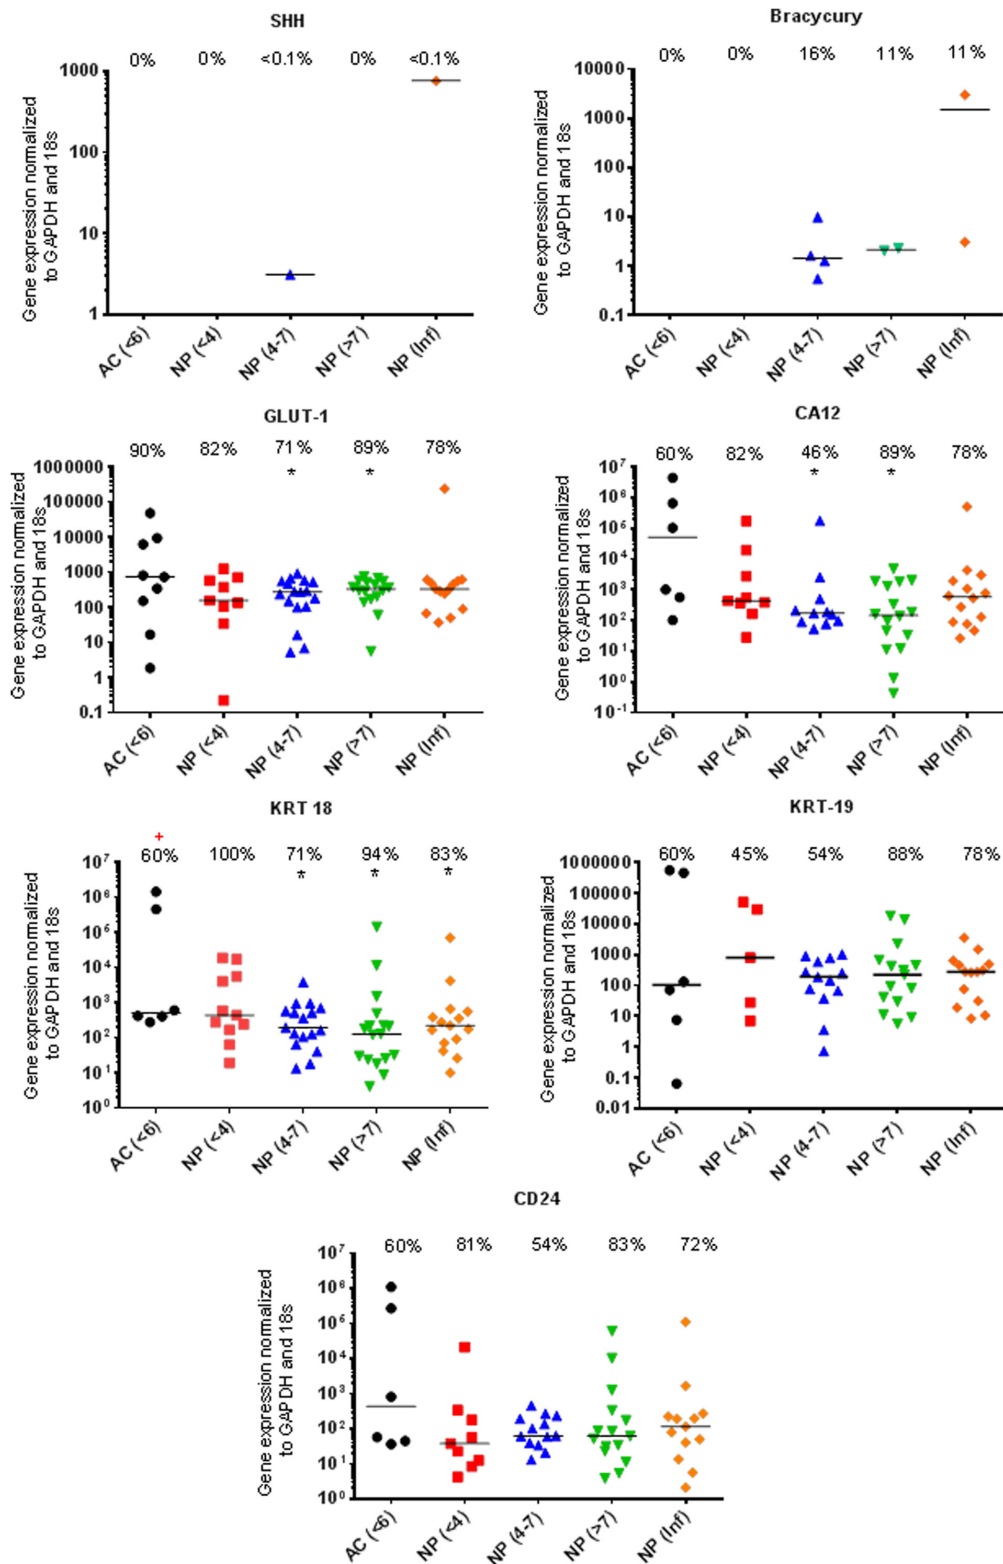 SHH
0% 0% <0.1% 0% <0.1%
Gene expression normalized
to GAPDH and 18s
1000
100
10
1
AC (<6) NP (<4) NP (4-7) NP (>7) NP (Inf)
Bracycury
0% 0% 16% 11% 11%
Gene expression normalized
to GAPDH and 18s
10000
1000
100
10
1
0.1
AC (<6) NP (<4) NP (4-7) NP (>7) NP (Inf)
GLUT-1
90% 82% 71% 89% 78%
* *
Gene expression normalized
to GAPDH and 18s
1000000
100000
10000
1000
100
10
1
0.1
AC (<6) NP (<4) NP (4-7) NP (>7) NP (Inf)
CA12
60% 82% 46% 89% 78%
* *
Gene expression normalized
to GAPDH and 18s
10⁷
10⁶
10⁵
10⁴
10³
10²
10¹
10⁰
10⁻¹
AC (<6) NP (<4) NP (4-7) NP (>7) NP (Inf)
KRT 18
+
60% 100% 71% 94% 83%
* * *
Gene expression normalized
to GAPDH and 18s
10⁷
10⁶
10⁵
10⁴
10³
10²
10¹
10⁰
AC (<6) NP (<4) NP (4-7) NP (>7) NP (Inf)
KRT-19
60% 45% 54% 88% 78%
Gene expression normalized
to GAPDH and 18s
1000000
100000
10000
1000
100
10
1
0.1
0.01
AC (<6) NP (<4) NP (4-7) NP (>7) NP (Inf)
CD24
60% 81% 54% 83% 72%
Gene expression normalized
to GAPDH and 18s
10⁷
10⁶
10⁵
10⁴
10³
10²
10¹
10⁰
AC (<6) NP (<4) NP (4-7) NP (>7) NP (Inf)